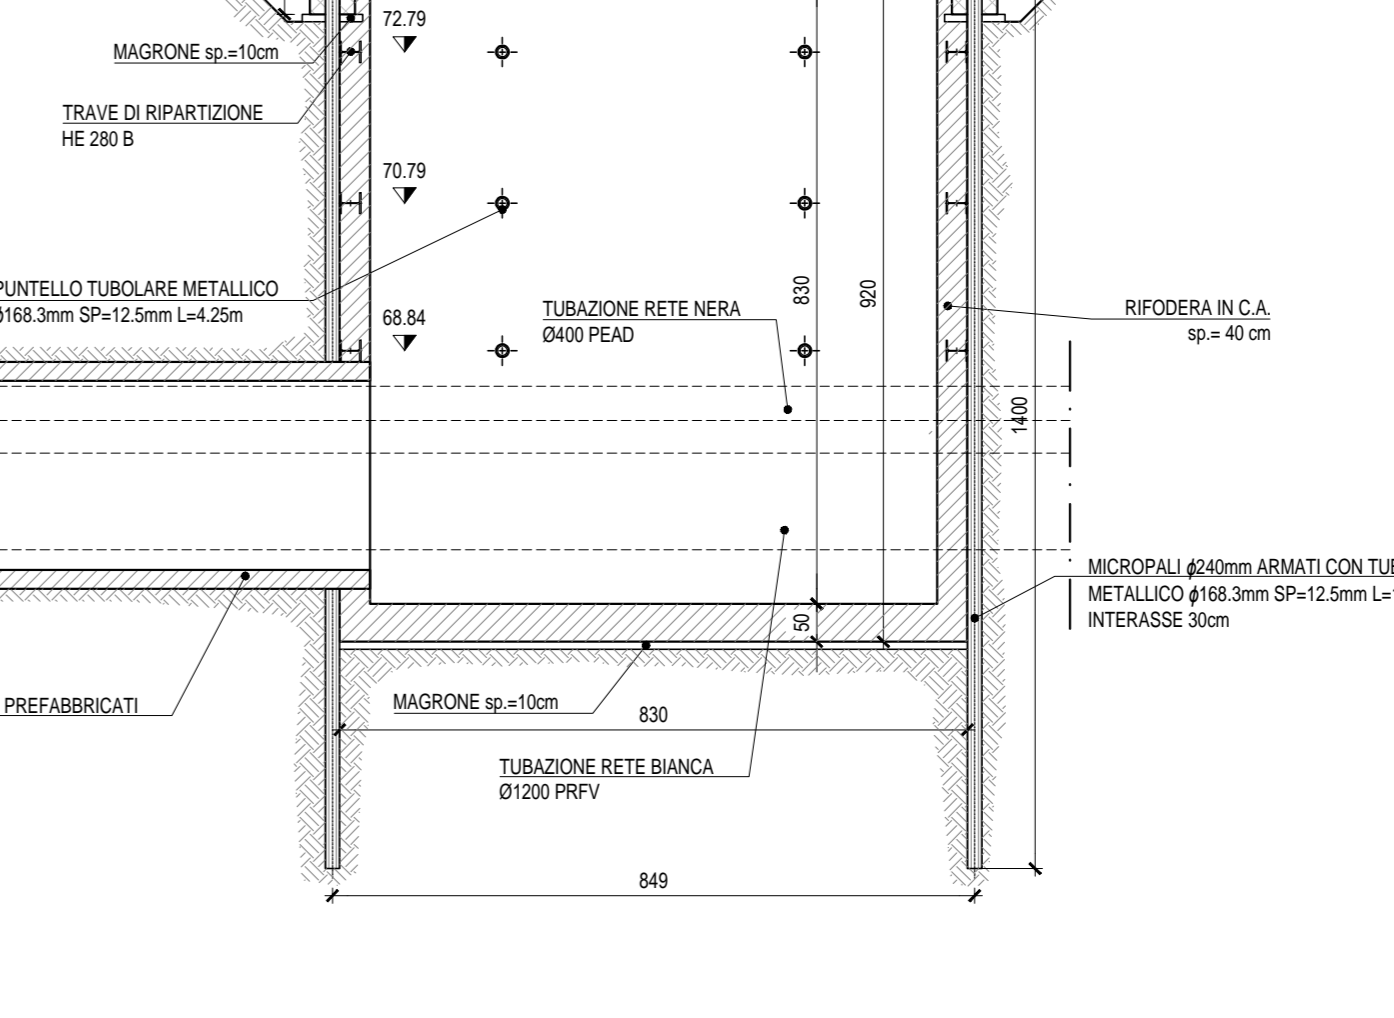 72.79
MAGRONE sp.=10cm
TRAVE DI RIPARTIZIONE
HE 280 B
70.79
PUNTELLO TUBOLARE METALLICO
Ø168.3mm SP=12.5mm L=4.25m
68.84
TUBAZIONE RETE NERA
Ø400 PEAD
830
920
RIFODERA IN C.A.
sp.= 40 cm
1400
MICROPALI ϕ240mm ARMATI CON TUB
METALLICO ϕ168.3mm SP=12.5mm L=
INTERASSE 30cm
50
PREFABBRICATI
MAGRONE sp.=10cm
830
TUBAZIONE RETE BIANCA
Ø1200 PRFV
849